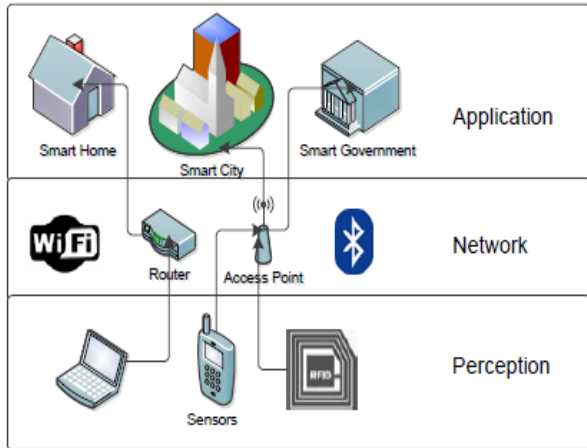 Smart Home
Smart City
Smart Government
Application
WiFi
Router
Access Point
Network
Sensors
RFID
Perception